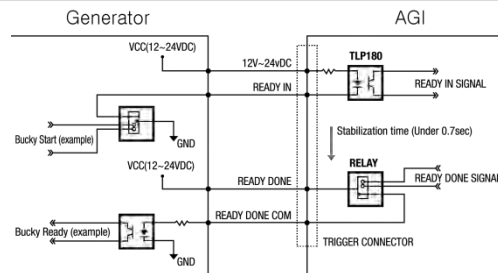 Generator AGI
VCC(12~24VDC)
12V~24vDC
TLP180
READY IN
READY IN SIGNAL
Bucky Start (example)
GND
Stabilization time (Under 0.7sec)
VCC(12~24VDC)
RELAY
READY DONE
READY DONE SIGNAL
READY DONE COM
Bucky Ready (example)
TRIGGER CONNECTOR
GND